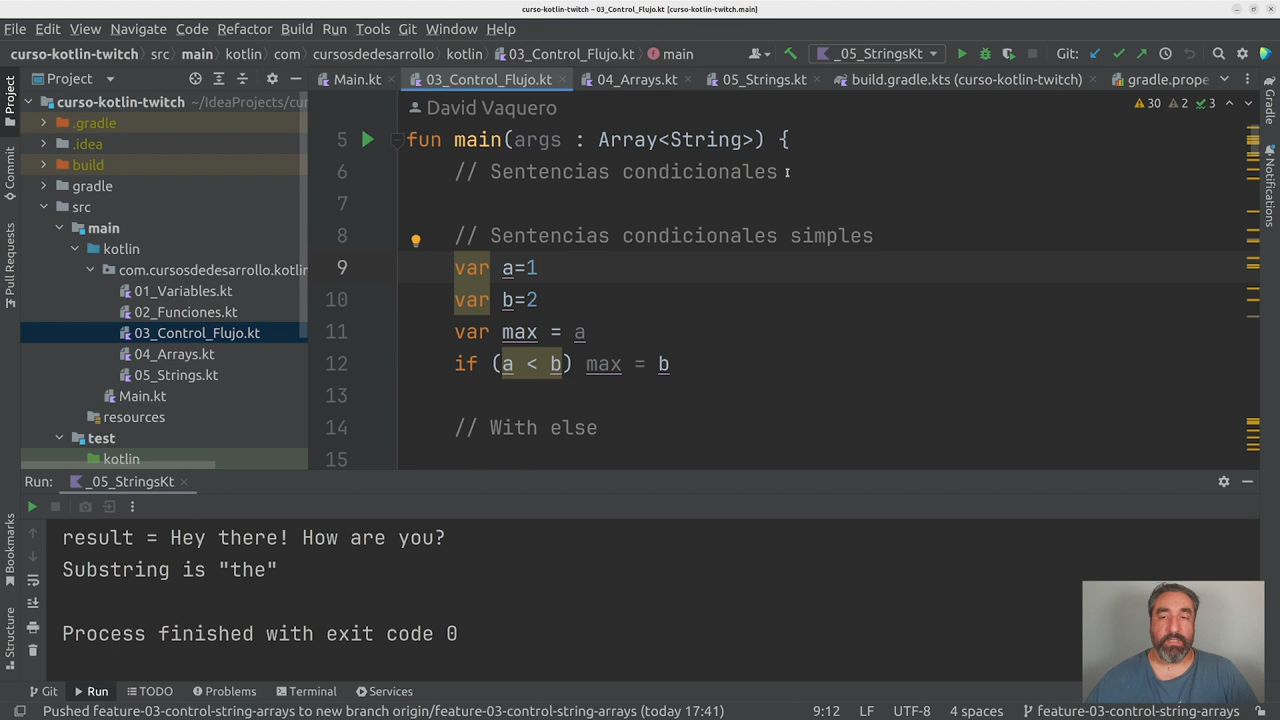 curso-kotlin-twitch – 03_Control_Flujo.kt [curso-kotlin-twitch.main]
File Edit View Navigate Code Refactor Build Run Tools Git Window Help
curso-kotlin-twitch src main kotlin com cursosdedesarrollo kotlin 03_Control_Flujo.kt main _05_StringsKt Git:
Project
Main.kt 03_Control_Flujo.kt 04_Arrays.kt 05_Strings.kt build.gradle.kts (curso-kotlin-twitch) gradle.prope
curso-kotlin-twitch ~/IdeaProjects/cur
.gradle
.idea
build
gradle
src
main
kotlin
com.cursosdedesarrollo.kotlin
01_Variables.kt
02_Funciones.kt
03_Control_Flujo.kt
04_Arrays.kt
05_Strings.kt
Main.kt
resources
test
kotlin
David Vaquero
30 2 3
5 fun main(args : Array<String>) {
6 // Sentencias condicionales
7
8 // Sentencias condicionales simples
9 var a=1
10 var b=2
11 var max = a
12 if (a < b) max = b
13
14 // With else
15
Project
Commit
Pull Requests
Bookmarks
Structure
Gradle
Notifications
Run: _05_StringsKt
result = Hey there! How are you?
Substring is "the"
Process finished with exit code 0
Git Run TODO Problems Terminal Services
Pushed feature-03-control-string-arrays to new branch origin/feature-03-control-string-arrays (today 17:41) 9:12 LF UTF-8 4 spaces feature-03-control-string-arrays